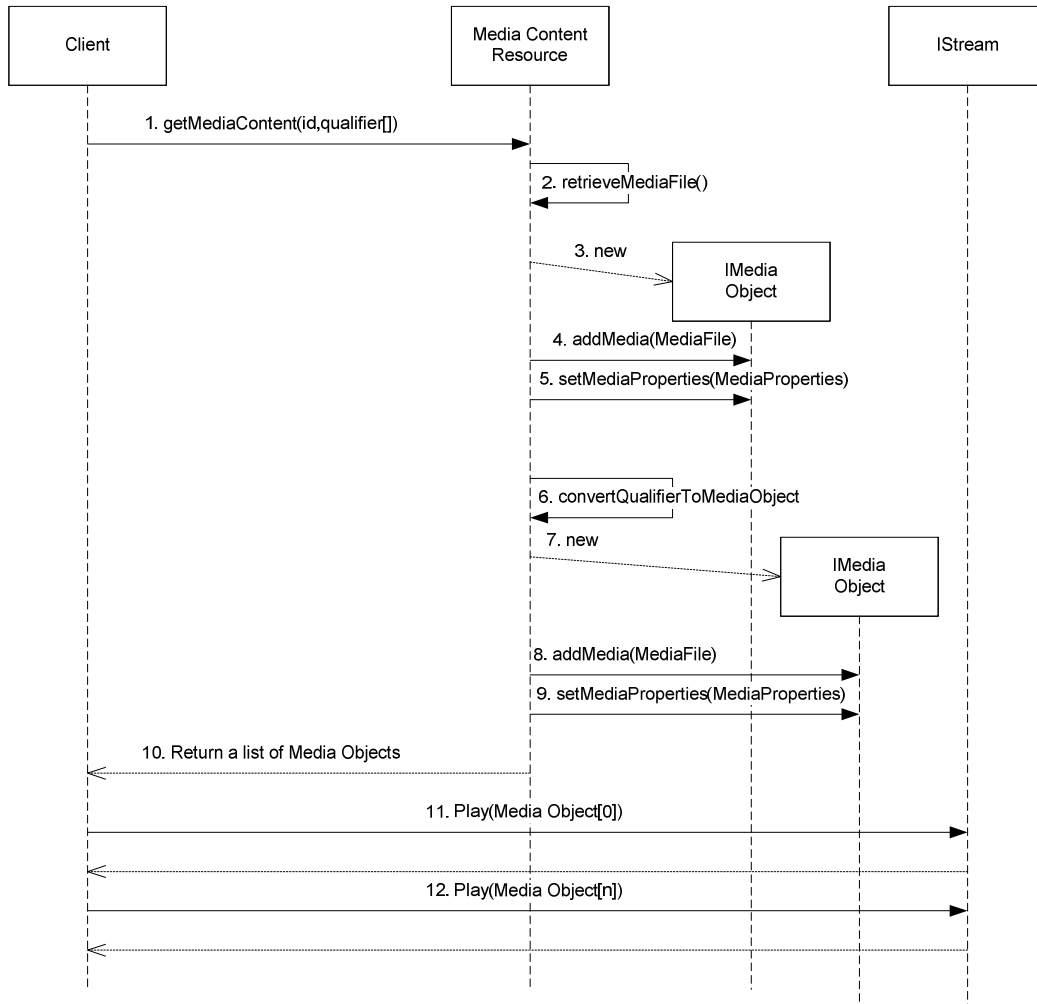 Client
Media Content
Resource
IStream
1. getMediaContent(id,qualifier[])
2. retrieveMediaFile()
3. new
IMedia
Object
4. addMedia(MediaFile)
5. setMediaProperties(MediaProperties)
6. convertQualifierToMediaObject
7. new
IMedia
Object
8. addMedia(MediaFile)
9. setMediaProperties(MediaProperties)
10. Return a list of Media Objects
11. Play(Media Object[0])
12. Play(Media Object[n])